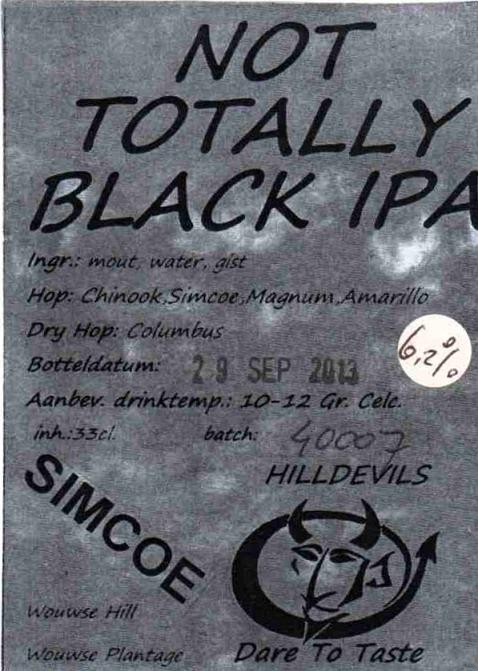 NOT
TOTALLY
BLACK IPA
Ingr.: mout, water, gist
Hop: Chinook,Simcoe,Magnum,Amarillo
Dry Hop: Columbus
6,2%
Botteldatum: 29 SEP 2013
Aanbev. drinktemp.: 10-12 Gr. Celc.
inh.:33cl. batch: 40007
HILLDEVILS
SIMCOE
Wouwse Hill
Wouwse Plantage
Dare To Taste